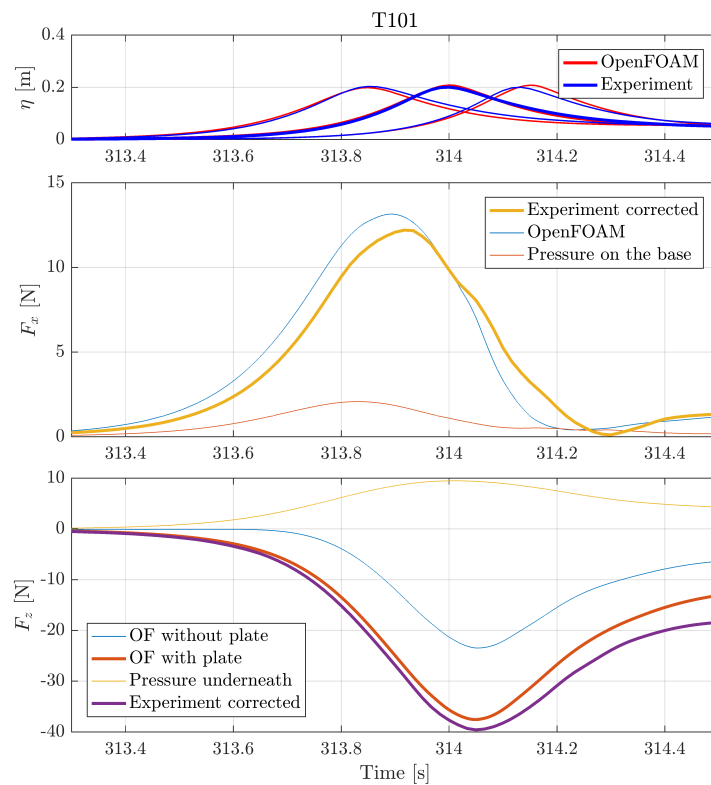 T101
0.4
0.2
0
η [m]
OpenFOAM
Experiment
313.4 313.6 313.8 314 314.2 314.4
15
10
5
0
F_x [N]
Experiment corrected
OpenFOAM
Pressure on the base
313.4 313.6 313.8 314 314.2 314.4
10
0
-10
-20
-30
-40
F_z [N]
OF without plate
OF with plate
Pressure underneath
Experiment corrected
313.4 313.6 313.8 314 314.2 314.4
Time [s]